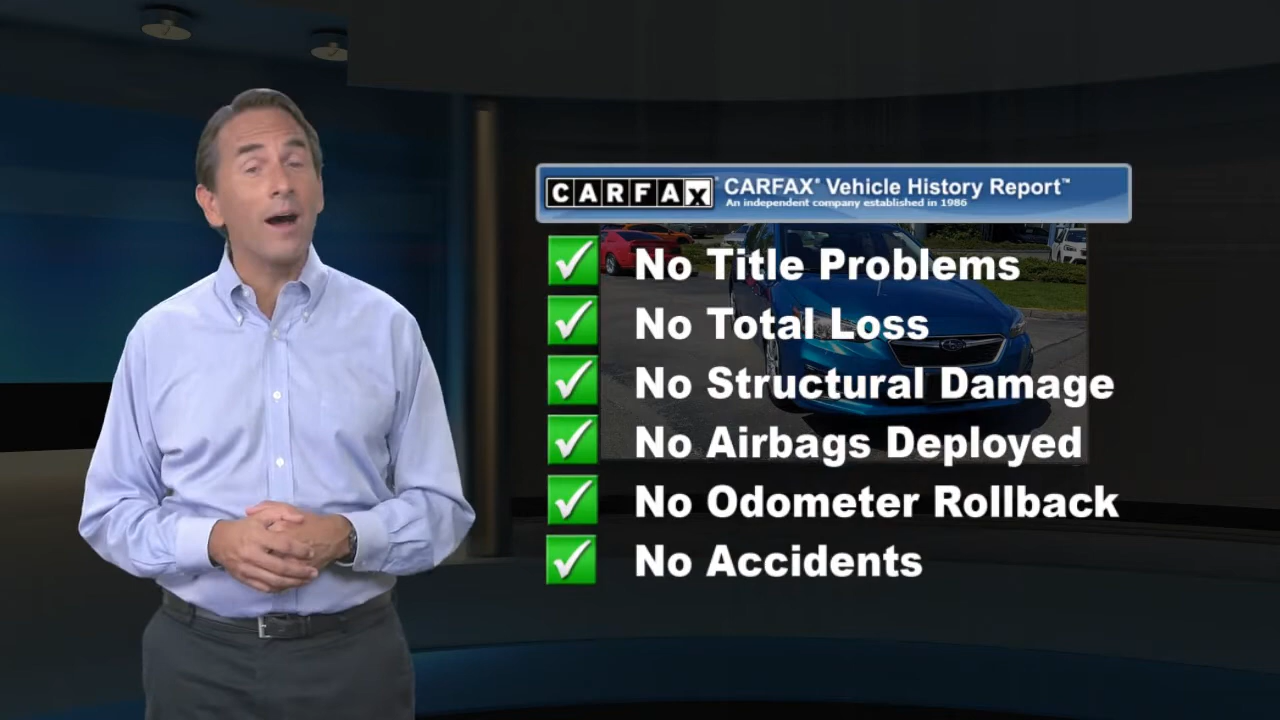 CARFAX® CARFAX® Vehicle History Report™
An independent company established in 1986
No Title Problems
No Total Loss
No Structural Damage
No Airbags Deployed
No Odometer Rollback
No Accidents